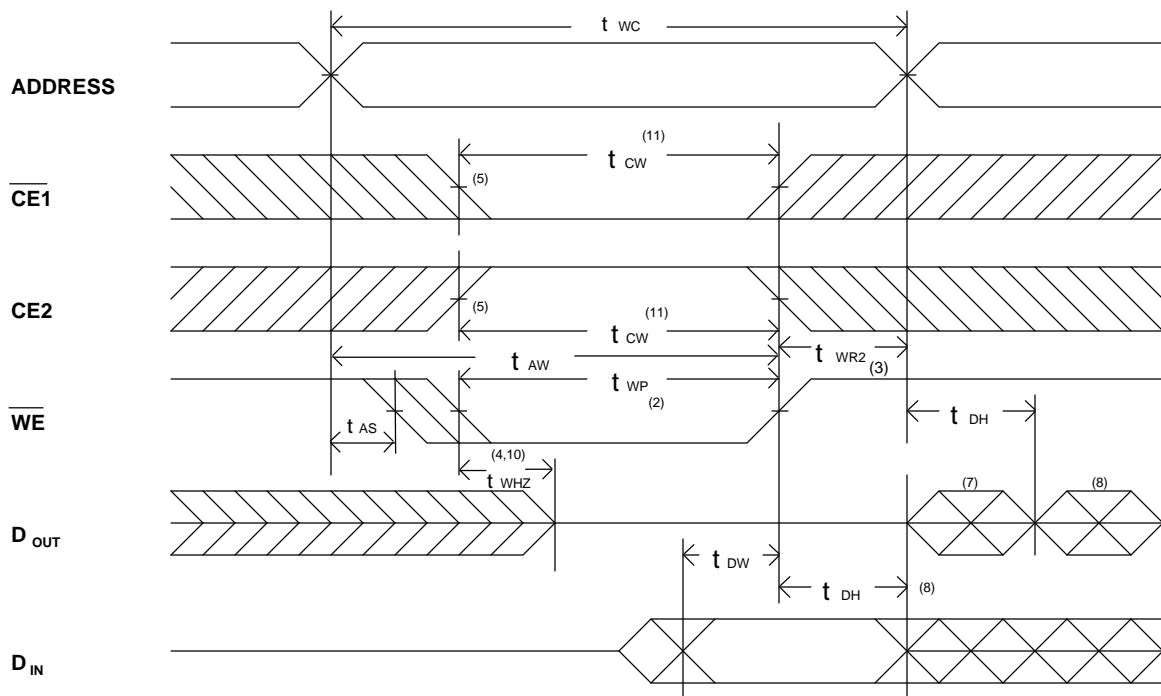 t WC
ADDRESS
(11)
t CW
(5)
CE1
CE2
(5)
(11)
t CW
t AW
t WR2
(3)
t WP
(2)
WE
t AS
t DH
(4,10)
t WHZ
(7)
(8)
D OUT
t DW
t DH
(8)
D IN